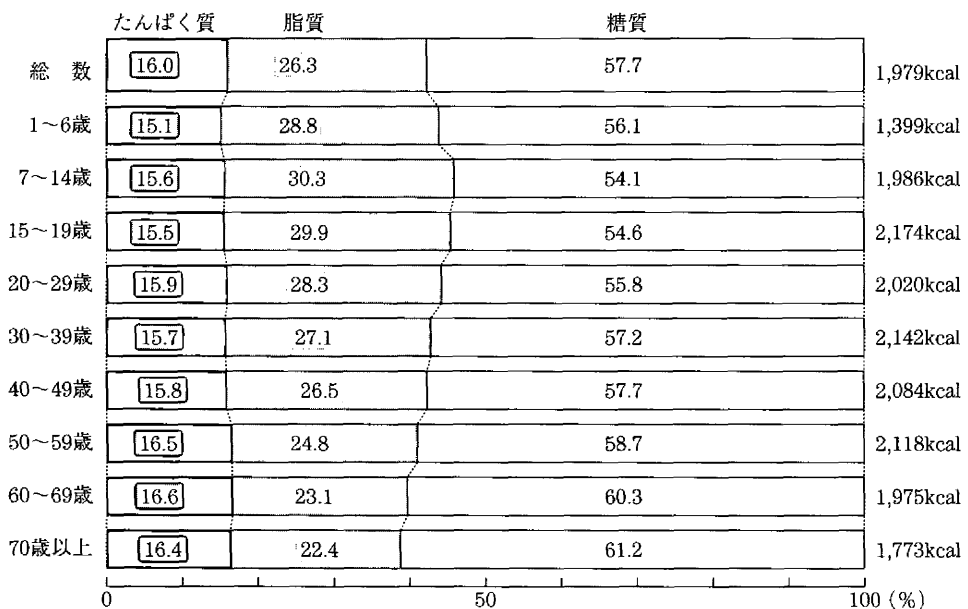 たんぱく質 脂質 糖質
総数 16.0 26.3 57.7 1,979kcal
1～6歳 15.1 28.8 56.1 1,399kcal
7～14歳 15.6 30.3 54.1 1,986kcal
15～19歳 15.5 29.9 54.6 2,174kcal
20～29歳 15.9 28.3 55.8 2,020kcal
30～39歳 15.7 27.1 57.2 2,142kcal
40～49歳 15.8 26.5 57.7 2,084kcal
50～59歳 16.5 24.8 58.7 2,118kcal
60～69歳 16.6 23.1 60.3 1,975kcal
70歳以上 16.4 22.4 61.2 1,773kcal
0 50 100 (%)